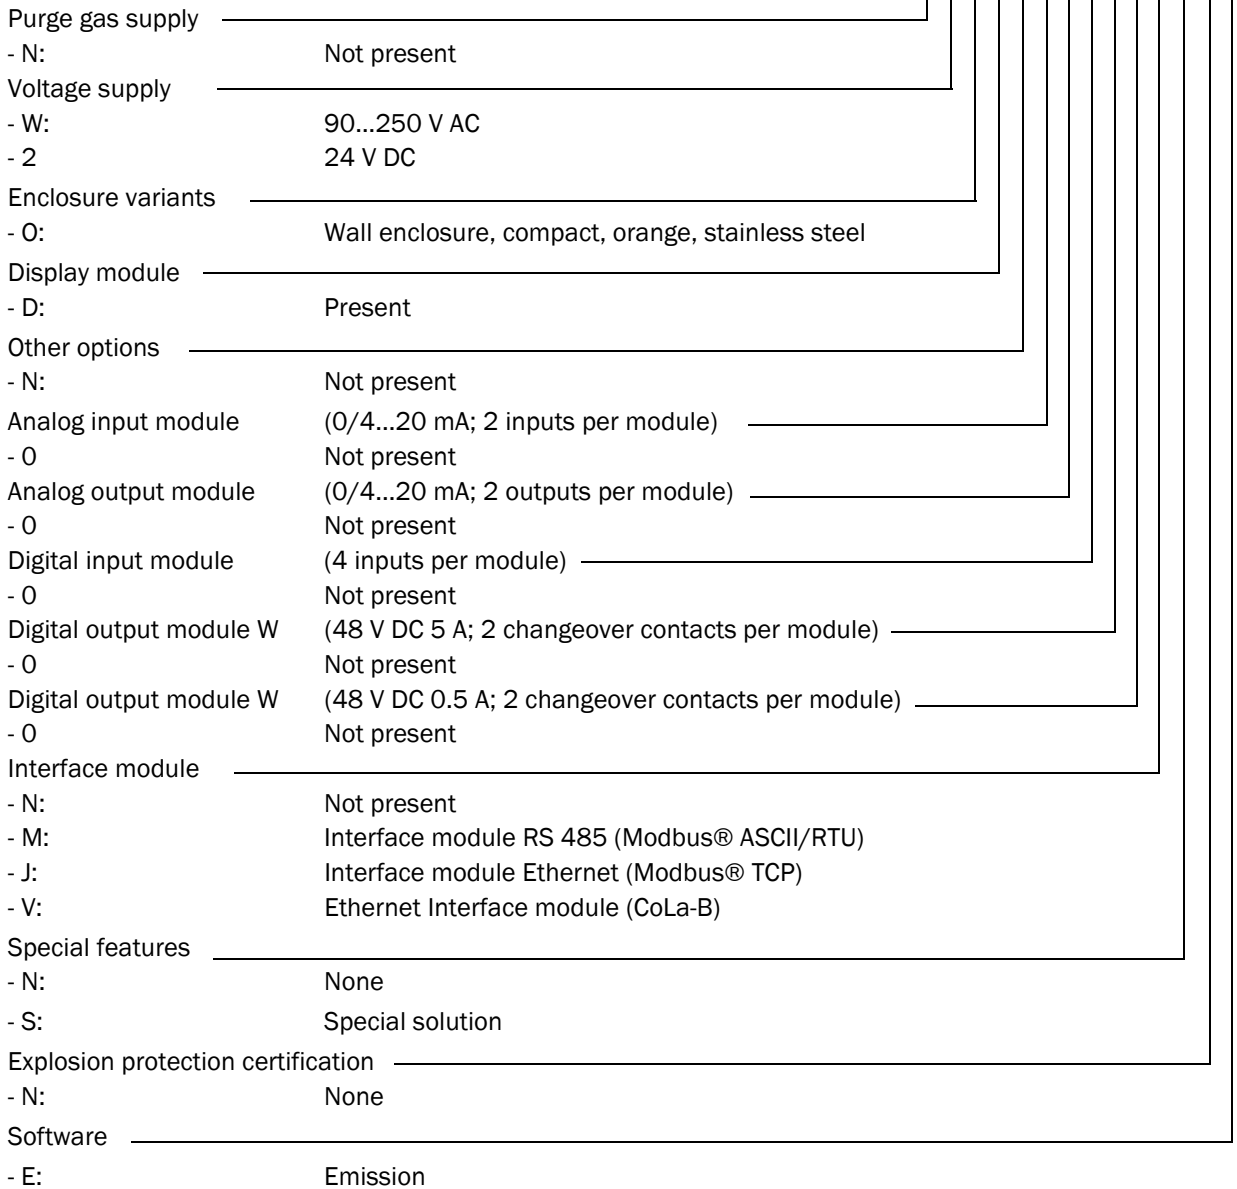 Purge gas supply
- N: Not present
Voltage supply
- W: 90...250 V AC
- 2 24 V DC
Enclosure variants
- O: Wall enclosure, compact, orange, stainless steel
Display module
- D: Present
Other options
- N: Not present
Analog input module (0/4...20 mA; 2 inputs per module)
- 0 Not present
Analog output module (0/4...20 mA; 2 outputs per module)
- 0 Not present
Digital input module (4 inputs per module)
- 0 Not present
Digital output module W (48 V DC 5 A; 2 changeover contacts per module)
- 0 Not present
Digital output module W (48 V DC 0.5 A; 2 changeover contacts per module)
- 0 Not present
Interface module
- N: Not present
- M: Interface module RS 485 (Modbus® ASCII/RTU)
- J: Interface module Ethernet (Modbus® TCP)
- V: Ethernet Interface module (CoLa-B)
Special features
- N: None
- S: Special solution
Explosion protection certification
- N: None
Software
- E: Emission